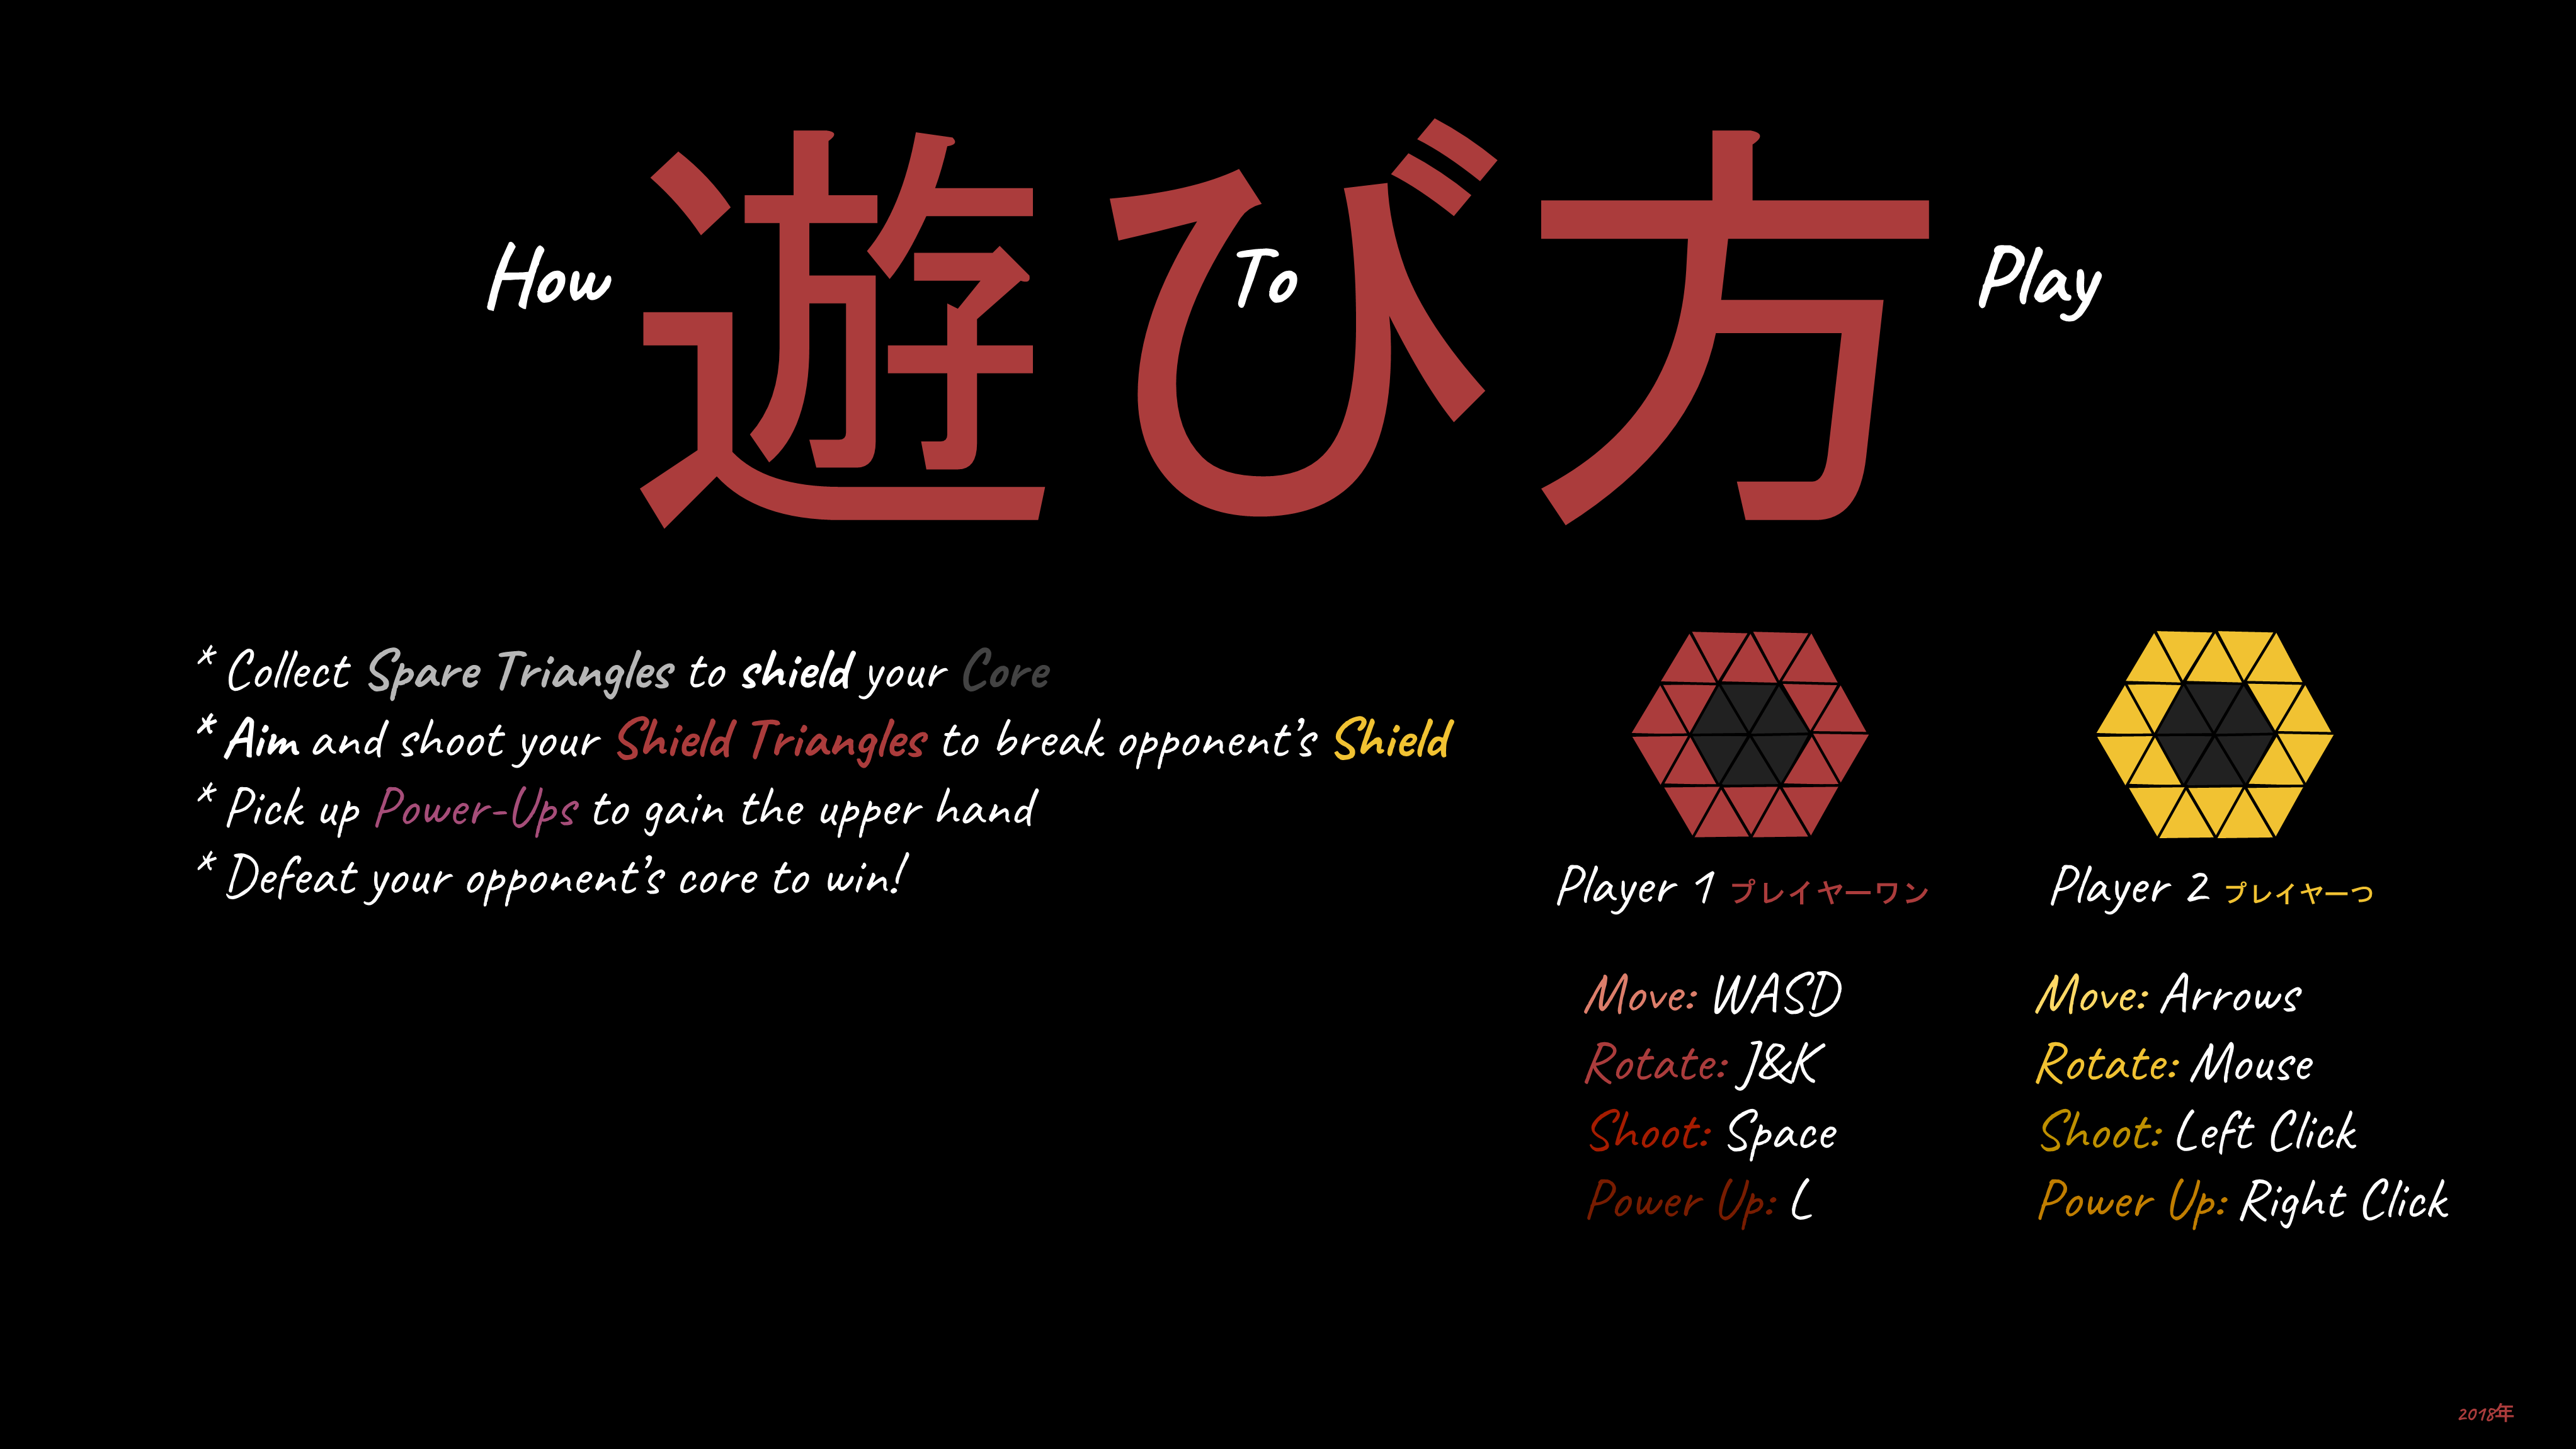 How 遊び方 To Play
* Collect Spare Triangles to shield your Core
* Aim and shoot your Shield Triangles to break opponent's Shield
* Pick up Power-Ups to gain the upper hand
* Defeat your opponent's core to win!
Player 1 プレイヤーワン
Move: WASD
Rotate: J&K
Shoot: Space
Power Up: L
Player 2 プレイヤーつ
Move: Arrows
Rotate: Mouse
Shoot: Left Click
Power Up: Right Click
2018年